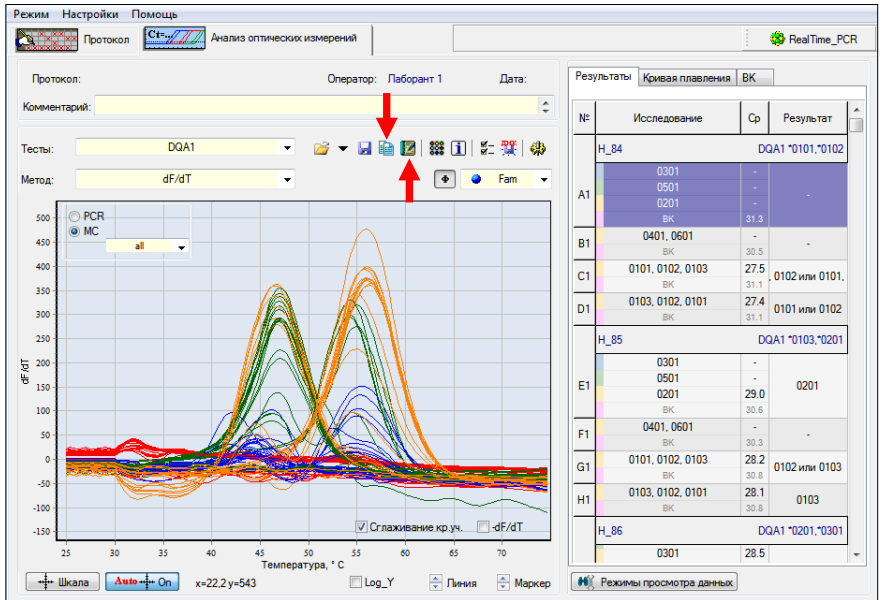 Режим Настройки Помощь
Протокол
Ct=...
Анализ оптических измерений
RealTime_PCR
Протокол:
Оператор: Лаборант 1
Дата:
Комментарий:
Тесты: DQA1
Метод: dF/dT
Ф
Fam
PCR
MC
all
500
450
400
350
300
250
200
150
100
50
0
-50
-100
-150
dF/dT
Сглаживание кр.уч.
-dF/dT
25 30 35 40 45 50 55 60 65 70
Температура, ° C
Шкала
Auto On
x=22,2 y=543
Log_Y
Линия
Маркер
Результаты Кривая плавления ВК
№ Исследование Cp Результат
H_84 DQA1 *0101,*0102
A1
0301 -
0501 -
0201 -
ВК 31.3
-
B1
0401, 0601 -
ВК 30.5
-
C1
0101, 0102, 0103 27.5
ВК 31.1
, 0102 или 0101,
D1
0103, 0102, 0101 27.4
ВК 31.1
0101 или 0102
H_85 DQA1 *0103,*0201
E1
0301 -
0501 -
0201 29.0
ВК 30.6
0201
F1
0401, 0601 -
ВК 30.3
-
G1
0101, 0102, 0103 28.2
ВК 30.8
0102 или 0103
H1
0103, 0102, 0101 28.1
ВК 30.8
0103
H_86 DQA1 *0201,*0301
0301 28.5
Режимы просмотра данных